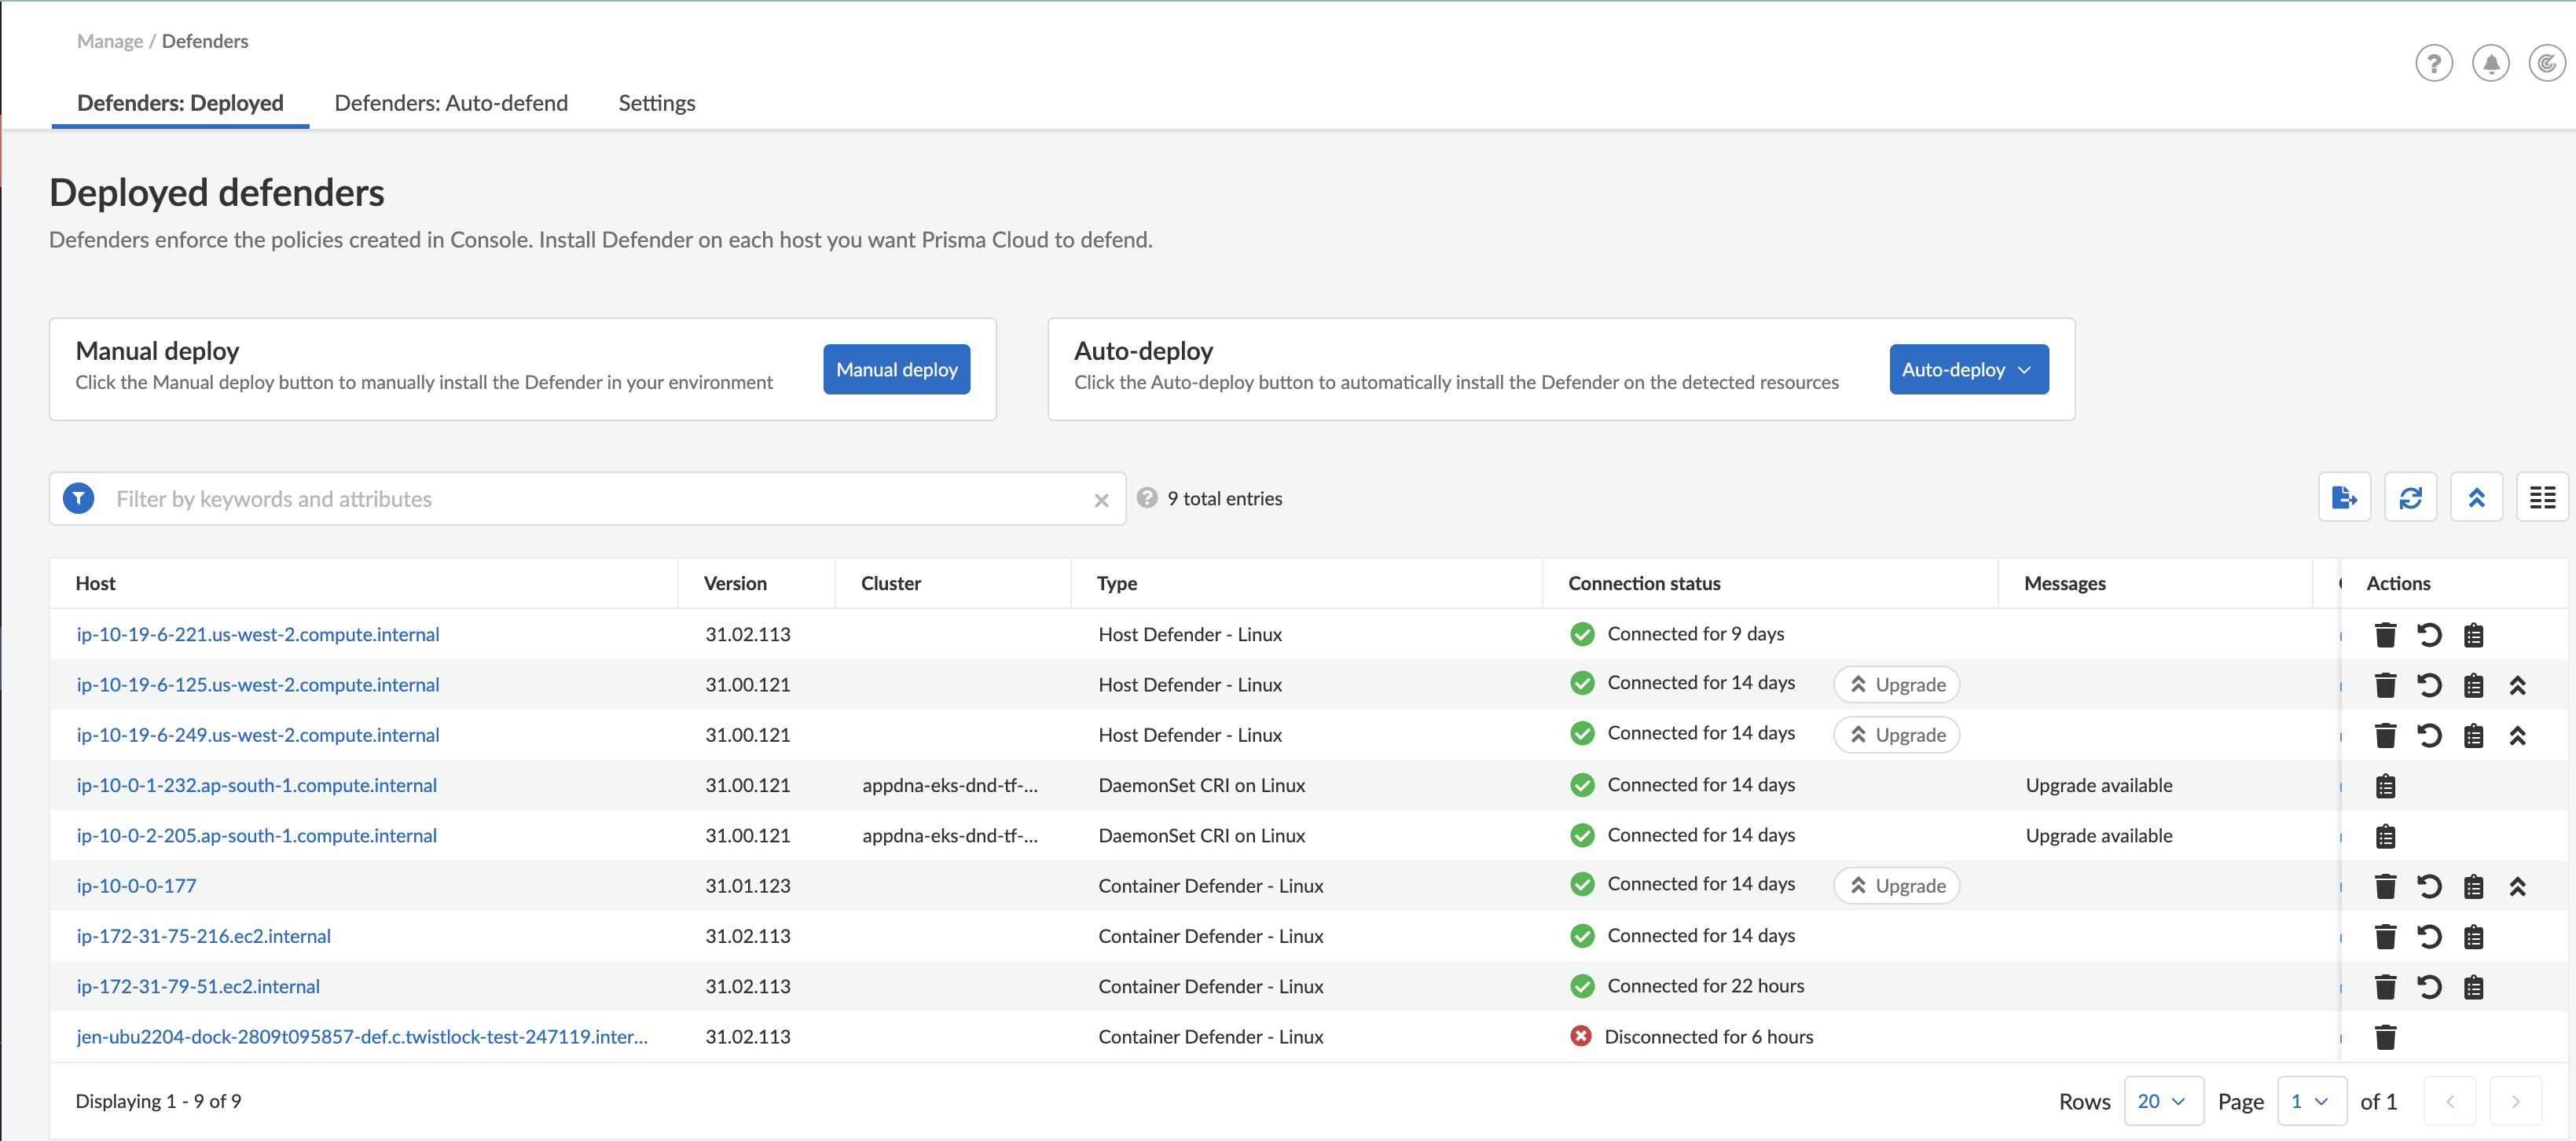 Manage / Defenders
Defenders: Deployed Defenders: Auto-defend Settings
Deployed defenders
Defenders enforce the policies created in Console. Install Defender on each host you want Prisma Cloud to defend.
Manual deploy
Click the Manual deploy button to manually install the Defender in your environment
Manual deploy
Auto-deploy
Click the Auto-deploy button to automatically install the Defender on the detected resources
Auto-deploy
Filter by keywords and attributes
9 total entries
Host Version Cluster Type Connection status Messages Actions
ip-10-19-6-221.us-west-2.compute.internal 31.02.113 Host Defender - Linux Connected for 9 days
ip-10-19-6-125.us-west-2.compute.internal 31.00.121 Host Defender - Linux Connected for 14 days Upgrade
ip-10-19-6-249.us-west-2.compute.internal 31.00.121 Host Defender - Linux Connected for 14 days Upgrade
ip-10-0-1-232.ap-south-1.compute.internal 31.00.121 appdna-eks-dnd-tf-... DaemonSet CRI on Linux Connected for 14 days Upgrade available
ip-10-0-2-205.ap-south-1.compute.internal 31.00.121 appdna-eks-dnd-tf-... DaemonSet CRI on Linux Connected for 14 days Upgrade available
ip-10-0-0-177 31.01.123 Container Defender - Linux Connected for 14 days Upgrade
ip-172-31-75-216.ec2.internal 31.02.113 Container Defender - Linux Connected for 14 days
ip-172-31-79-51.ec2.internal 31.02.113 Container Defender - Linux Connected for 22 hours
jen-ubu2204-dock-2809t095857-def.c.twistlock-test-247119.inter... 31.02.113 Container Defender - Linux Disconnected for 6 hours
Displaying 1 - 9 of 9 Rows 20 Page 1 of 1